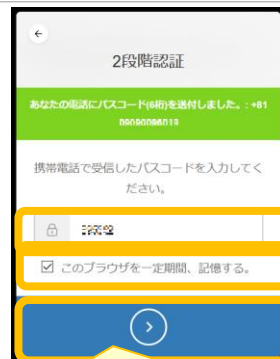 2段階認証
あなたの電話にパスコード(6桁)を送付しました。: +81
携帯電話で受信したパスコードを入力してく
ださい。
このブラウザを一定期間、記憶する。